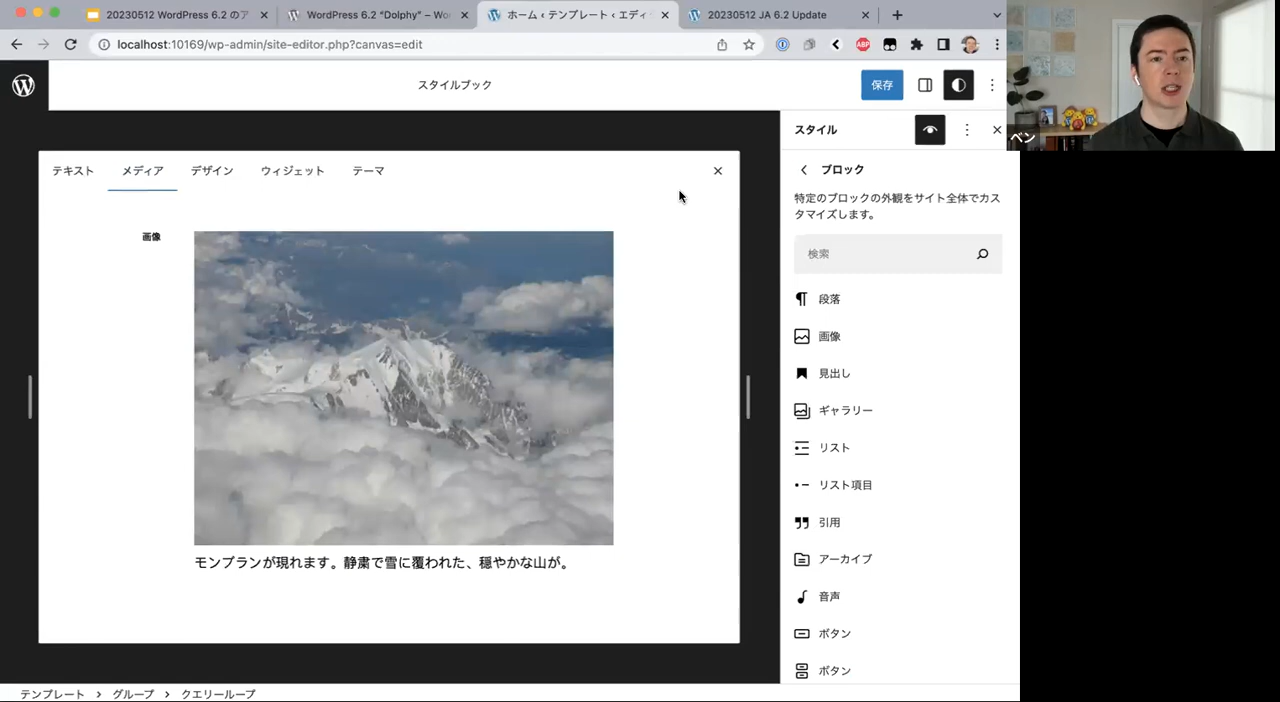 20230512 WordPress 6.2 のア
WordPress 6.2 "Dolphy" – Wo
ホーム ‹ テンプレート ‹ エディ
20230512 JA 6.2 Update
localhost:10169/wp-admin/site-editor.php?canvas=edit
ABP
スタイルブック
保存
スタイル
ベン
テキスト
メディア
デザイン
ウィジェット
テーマ
ブロック
特定のブロックの外観をサイト全体でカス
タマイズします。
画像
検索
段落
画像
見出し
ギャラリー
リスト
リスト項目
引用
アーカイブ
音声
ボタン
ボタン
モンブランが現れます。静粛で雪に覆われた、穏やかな山が。
テンプレート › グループ › クエリーループ